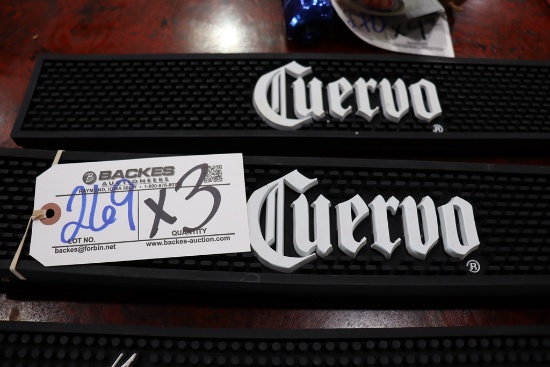 Cuervo
®
BACKES
AUCTIONEERS
269
x3
LOT NO.
QUANTITY
backes@forbin.net
www.backes-auction.com
Cuervo
®